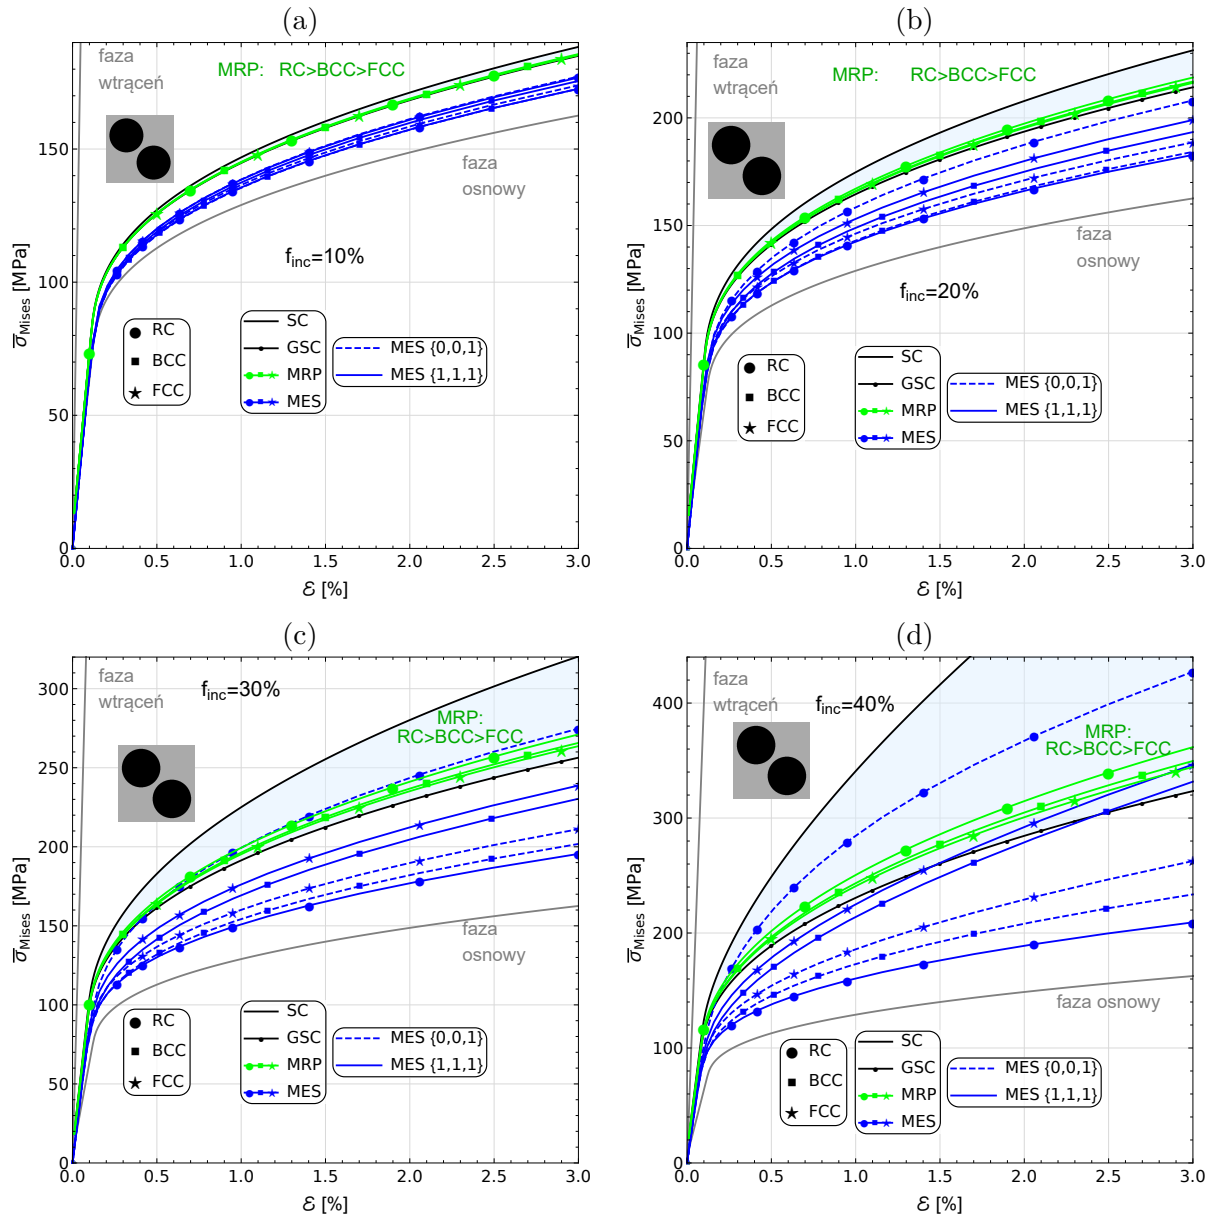 (a)
faza
wtrąceń
MRP: RC>BCC>FCC
faza
osnowy
f_inc=10%
RC
BCC
FCC
SC
GSC
MRP
MES
MES {0,0,1}
MES {1,1,1}
150
100
50
0
σ̅_Mises [MPa]
0.0 0.5 1.0 1.5 2.0 2.5 3.0
ℰ [%]
(b)
faza
wtrąceń
MRP: RC>BCC>FCC
faza
osnowy
f_inc=20%
RC
BCC
FCC
SC
GSC
MRP
MES
MES {0,0,1}
MES {1,1,1}
200
150
100
50
0
σ̅_Mises [MPa]
0.0 0.5 1.0 1.5 2.0 2.5 3.0
ℰ [%]
(c)
faza
wtrąceń
f_inc=30%
MRP:
RC>BCC>FCC
faza
osnowy
RC
BCC
FCC
SC
GSC
MRP
MES
MES {0,0,1}
MES {1,1,1}
300
250
200
150
100
50
0
σ̅_Mises [MPa]
0.0 0.5 1.0 1.5 2.0 2.5 3.0
ℰ [%]
(d)
faza
wtrąceń
f_inc=40%
MRP:
RC>BCC>FCC
faza osnowy
RC
BCC
FCC
SC
GSC
MRP
MES
MES {0,0,1}
MES {1,1,1}
400
300
200
100
0
σ̅_Mises [MPa]
0.0 0.5 1.0 1.5 2.0 2.5 3.0
ℰ [%]